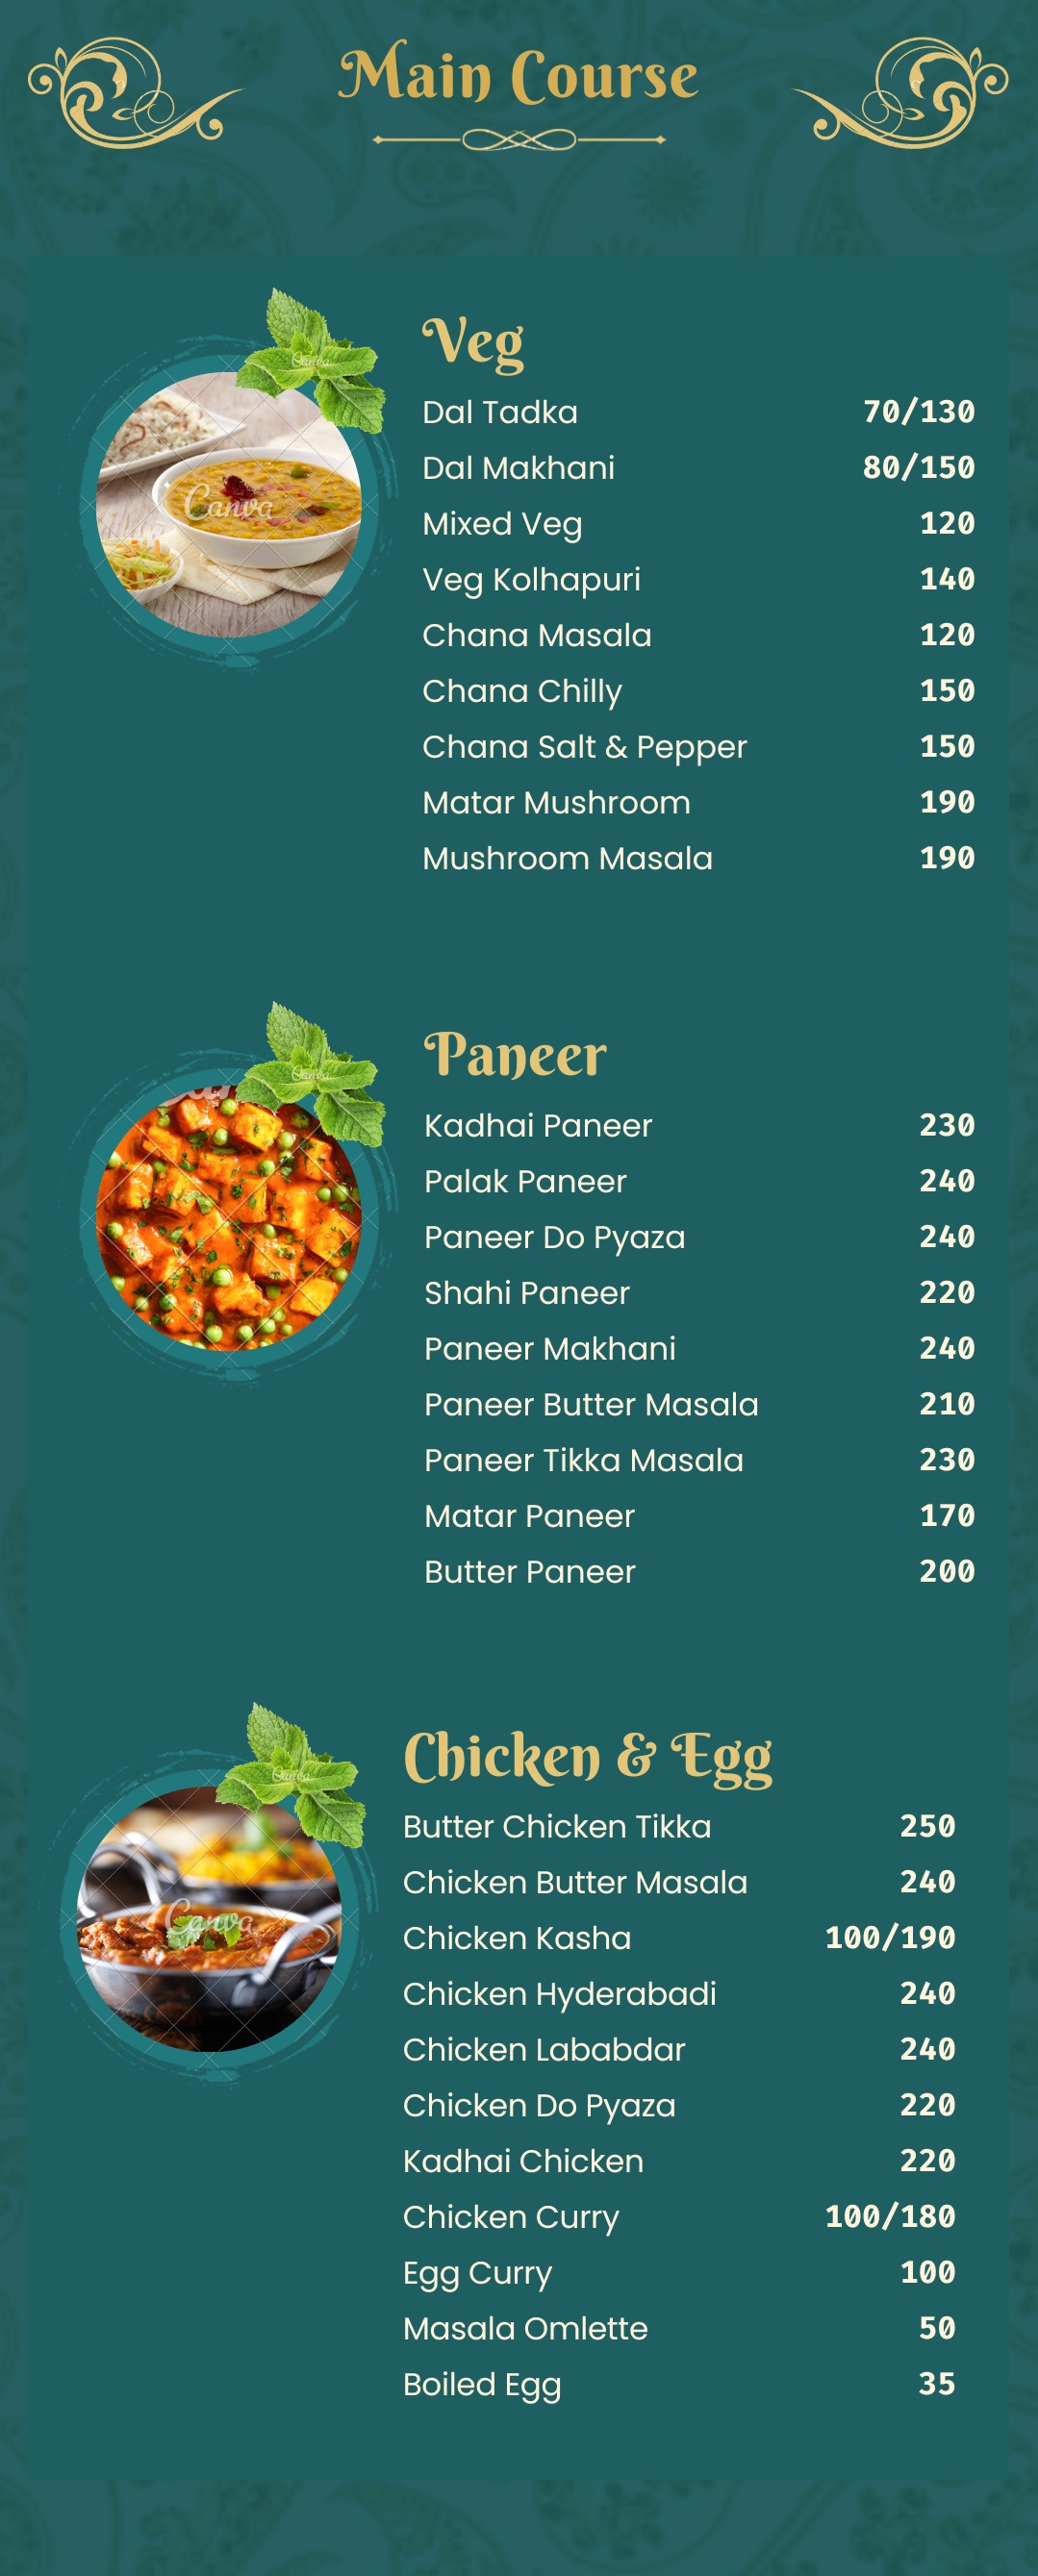 Main Course
Veg
Dal Tadka 70/130
Dal Makhani 80/150
Mixed Veg 120
Veg Kolhapuri 140
Chana Masala 120
Chana Chilly 150
Chana Salt & Pepper 150
Matar Mushroom 190
Mushroom Masala 190
Canva
Canva
Paneer
Kadhai Paneer 230
Palak Paneer 240
Paneer Do Pyaza 240
Shahi Paneer 220
Paneer Makhani 240
Paneer Butter Masala 210
Paneer Tikka Masala 230
Matar Paneer 170
Butter Paneer 200
Canva
Chicken & Egg
Butter Chicken Tikka 250
Chicken Butter Masala 240
Chicken Kasha 100/190
Chicken Hyderabadi 240
Chicken Lababdar 240
Chicken Do Pyaza 220
Kadhai Chicken 220
Chicken Curry 100/180
Egg Curry 100
Masala Omlette 50
Boiled Egg 35
Canva
Canva